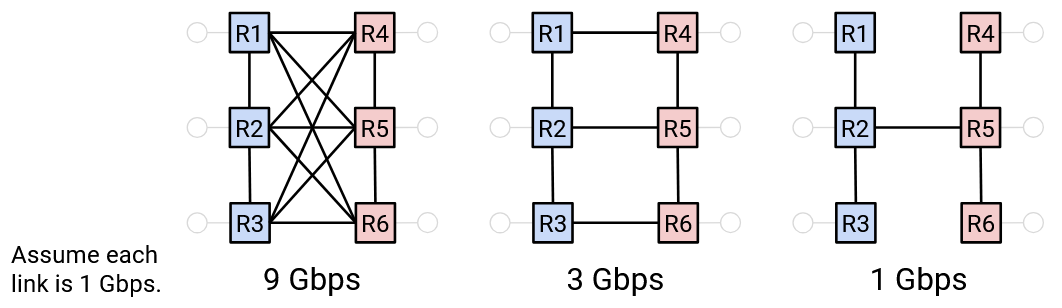 R1 R4 R1 R4 R1 R4
R2 R5 R2 R5 R2 R5
R3 R6 R3 R6 R3 R6
Assume each
link is 1 Gbps.
9 Gbps 3 Gbps 1 Gbps